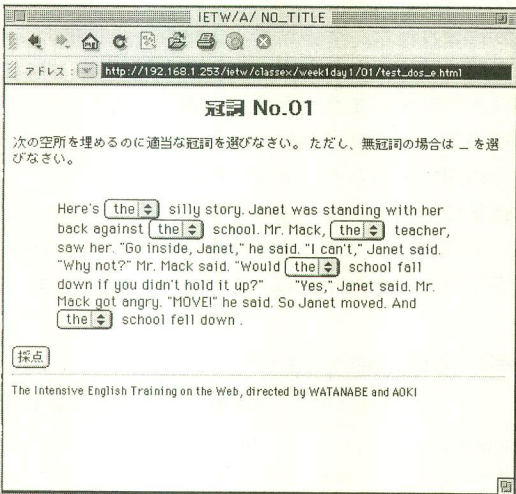 IETW/A/ NO_TITLE
アドレス : http://192.168.1.253/ietw/classex/week1day1/01/test_dos_e.html
冠詞 No.01
次の空所を埋めるのに適当な冠詞を選びなさい。 ただし、無冠詞の場合は _ を選
びなさい。
Here's the silly story. Janet was standing with her
back against the school. Mr. Mack, the teacher,
saw her. "Go inside, Janet," he said. "I can't," Janet said.
"Why not?" Mr. Mack said. "Would the school fall
down if you didn't hold it up?" "Yes," Janet said. Mr.
Mack got angry. "MOVE!" he said. So Janet moved. And
the school fell down .
採点
The Intensive English Training on the Web, directed by WATANABE and AOKI